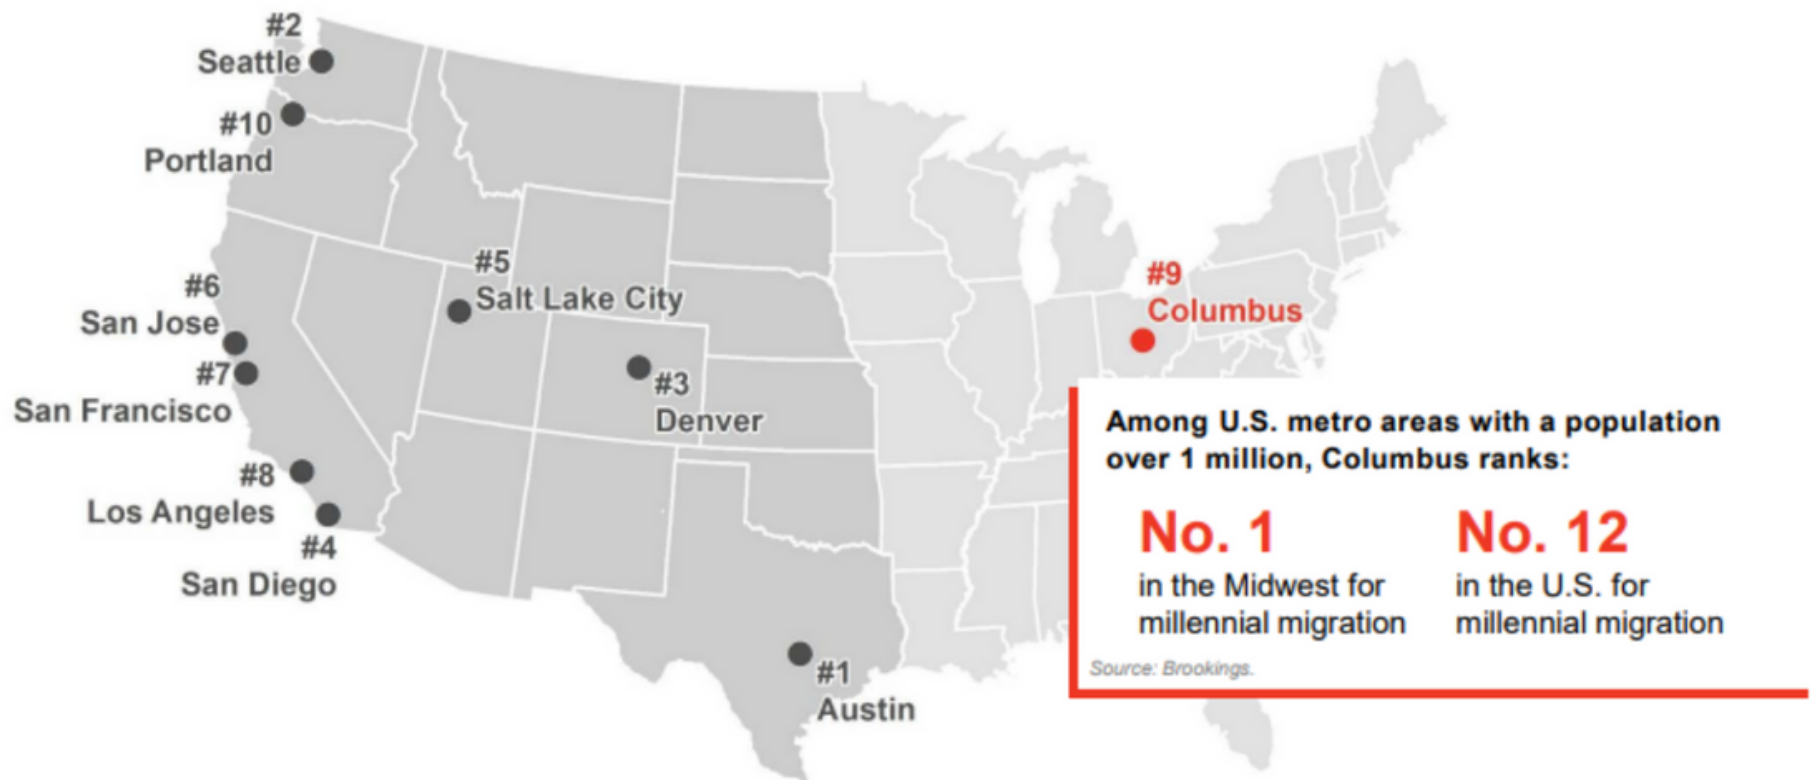 #2
Seattle
#10
Portland
#5
Salt Lake City
#6
San Jose
#7
San Francisco
#3
Denver
#8
Los Angeles
#4
San Diego
#1
Austin
#9
Columbus
Among U.S. metro areas with a population
over 1 million, Columbus ranks:
No. 1
in the Midwest for
millennial migration
No. 12
in the U.S. for
millennial migration
Source: Brookings.